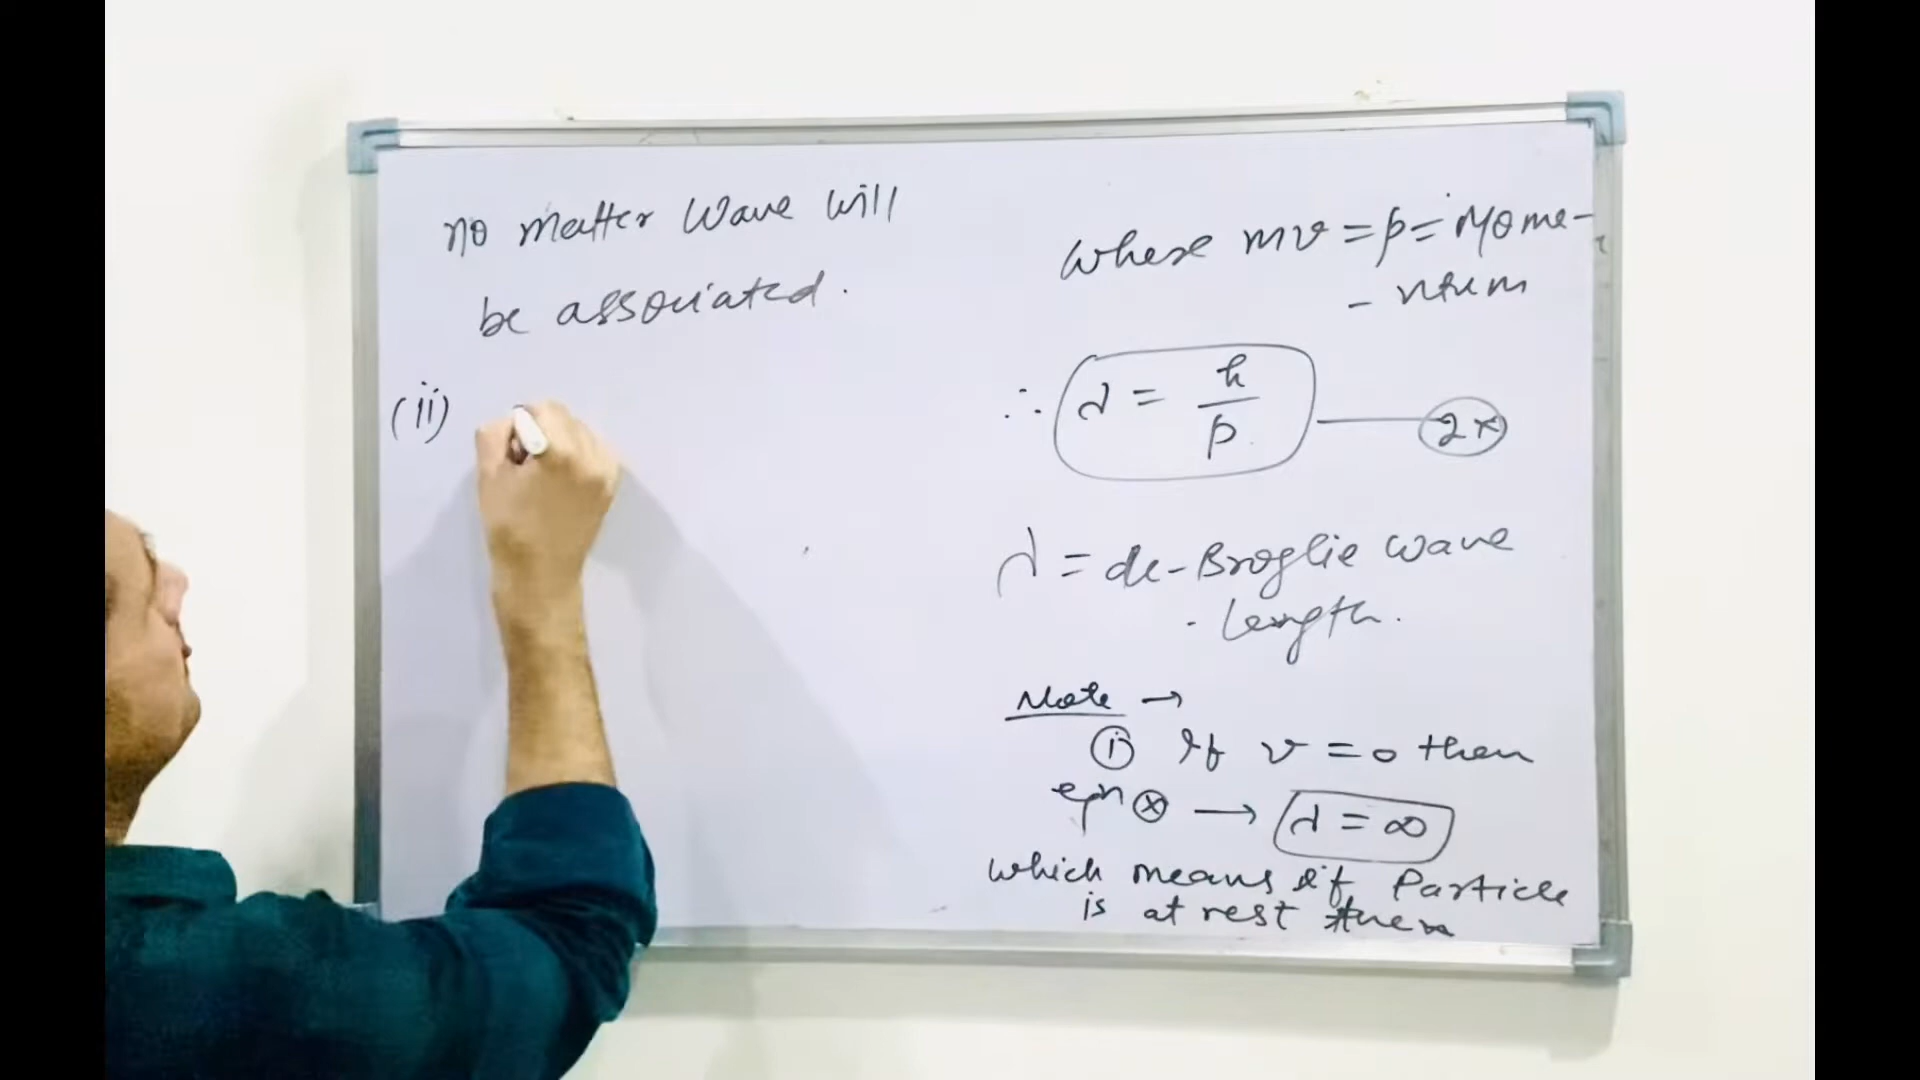 no matter wave will
be associated.
(ii)
where mv = p = Mome-
- ntum
∴ λ = h/p — 2x
λ = de-Broglie wave
- length.
Note →
(i) If v = 0 then
eqn (x) → λ = ∞
which means if Particle
is at rest then